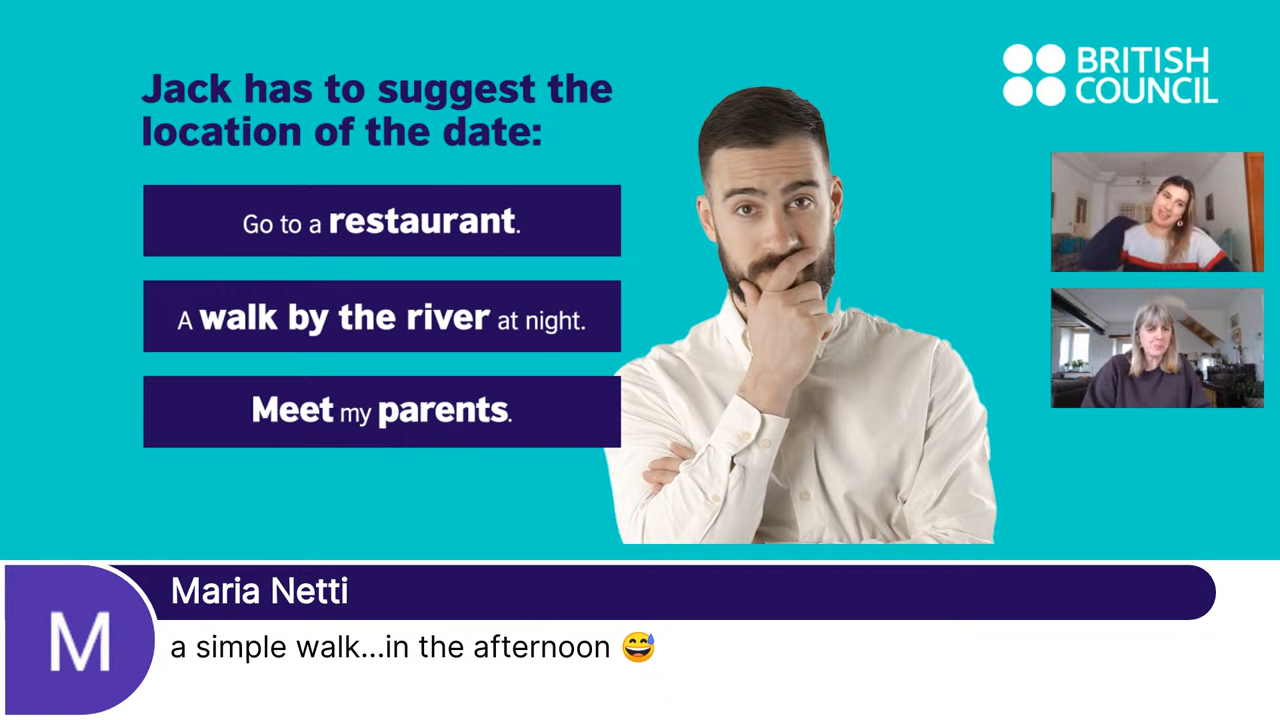 Jack has to suggest the
location of the date:
BRITISH
COUNCIL
Go to a restaurant.
A walk by the river at night.
Meet my parents.
M
Maria Netti
a simple walk...in the afternoon 😅